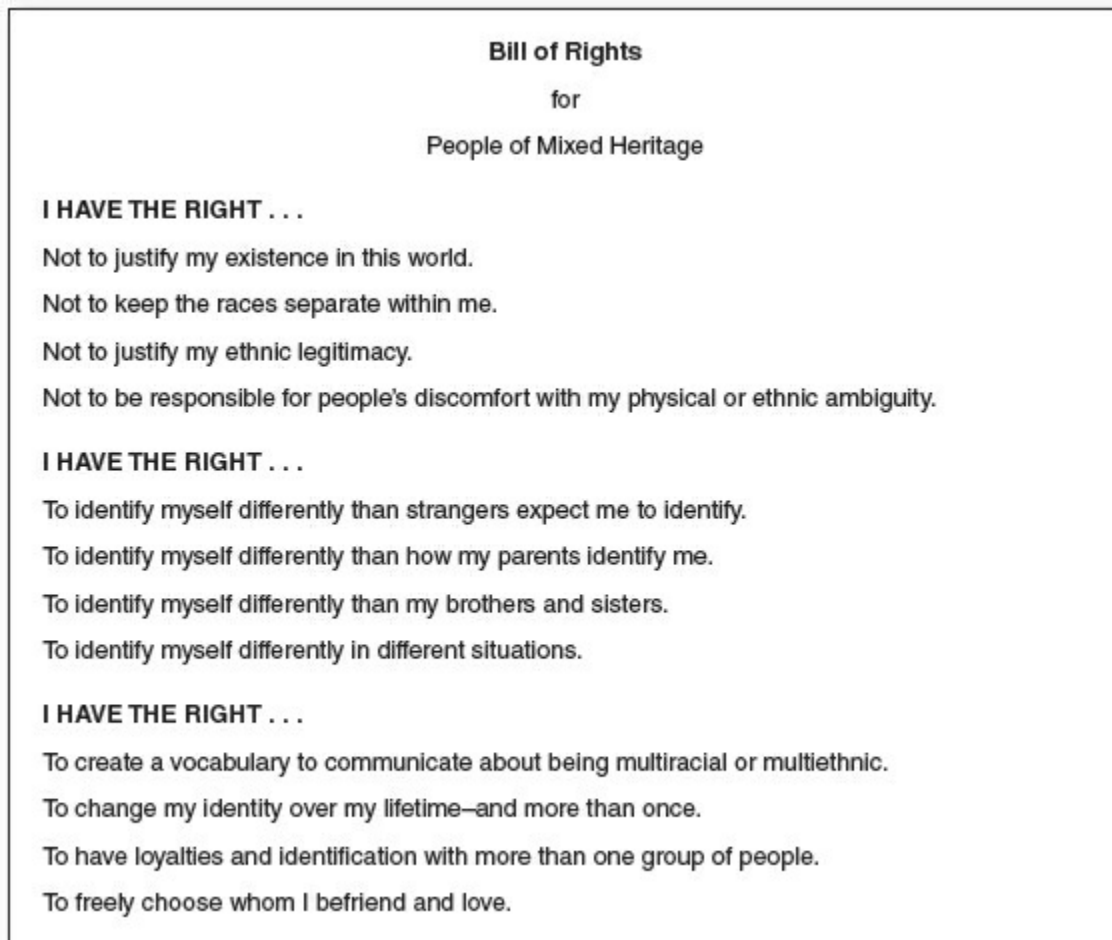 Bill of Rights
for
People of Mixed Heritage
I HAVE THE RIGHT . . .
Not to justify my existence in this world.
Not to keep the races separate within me.
Not to justify my ethnic legitimacy.
Not to be responsible for people’s discomfort with my physical or ethnic ambiguity.
I HAVE THE RIGHT . . .
To identify myself differently than strangers expect me to identify.
To identify myself differently than how my parents identify me.
To identify myself differently than my brothers and sisters.
To identify myself differently in different situations.
I HAVE THE RIGHT . . .
To create a vocabulary to communicate about being multiracial or multiethnic.
To change my identity over my lifetime–and more than once.
To have loyalties and identification with more than one group of people.
To freely choose whom I befriend and love.